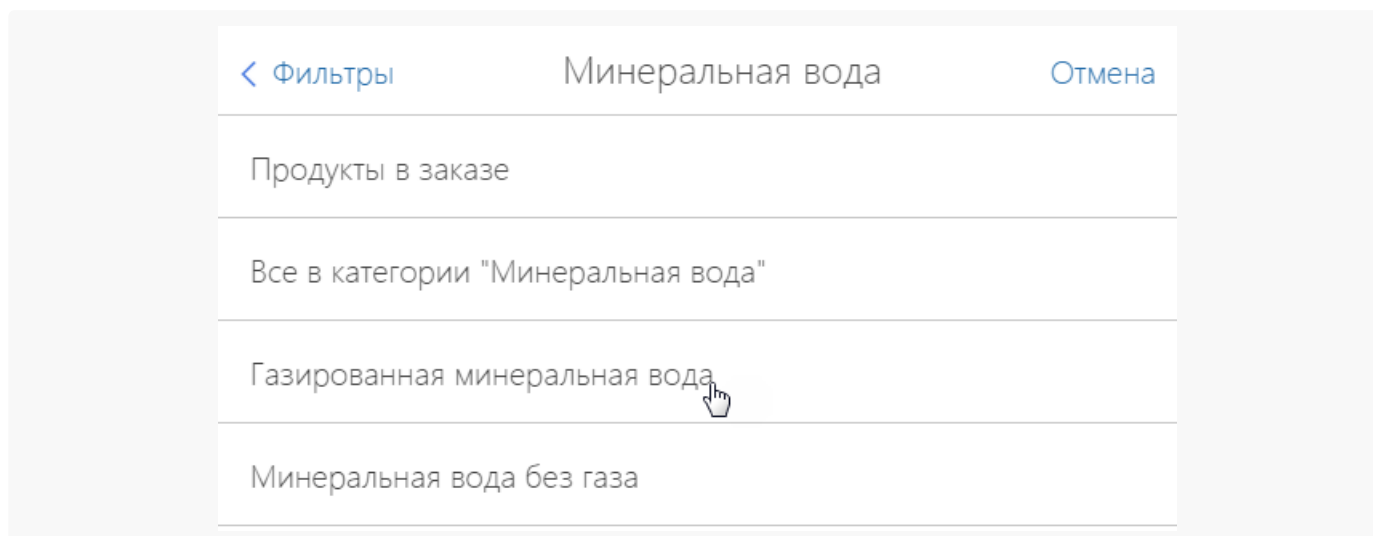 Фильтры Минеральная вода Отмена
Продукты в заказе
Все в категории "Минеральная вода"
Газированная минеральная вода
Минеральная вода без газа